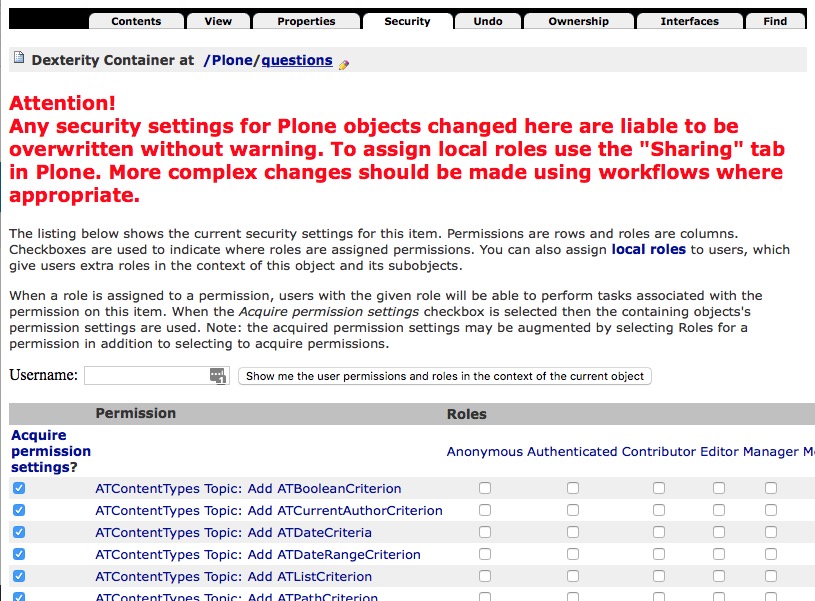 Contents View Properties Security Undo Ownership Interfaces Find
Dexterity Container at /Plone/questions
Attention!
Any security settings for Plone objects changed here are liable to be
overwritten without warning. To assign local roles use the "Sharing" tab
in Plone. More complex changes should be made using workflows where
appropriate.
The listing below shows the current security settings for this item. Permissions are rows and roles are columns.
Checkboxes are used to indicate where roles are assigned permissions. You can also assign local roles to users, which
give users extra roles in the context of this object and its subobjects.
When a role is assigned to a permission, users with the given role will be able to perform tasks associated with the
permission on this item. When the Acquire permission settings checkbox is selected then the containing objects's
permission settings are used. Note: the acquired permission settings may be augmented by selecting Roles for a
permission in addition to selecting to acquire permissions.
Username: 1 Show me the user permissions and roles in the context of the current object
Permission Roles
Acquire
permission
settings?
Anonymous Authenticated Contributor Editor Manager
ATContentTypes Topic: Add ATBooleanCriterion
ATContentTypes Topic: Add ATCurrentAuthorCriterion
ATContentTypes Topic: Add ATDateCriteria
ATContentTypes Topic: Add ATDateRangeCriterion
ATContentTypes Topic: Add ATListCriterion
ATContentTypes Topic: Add ATPathCriterion